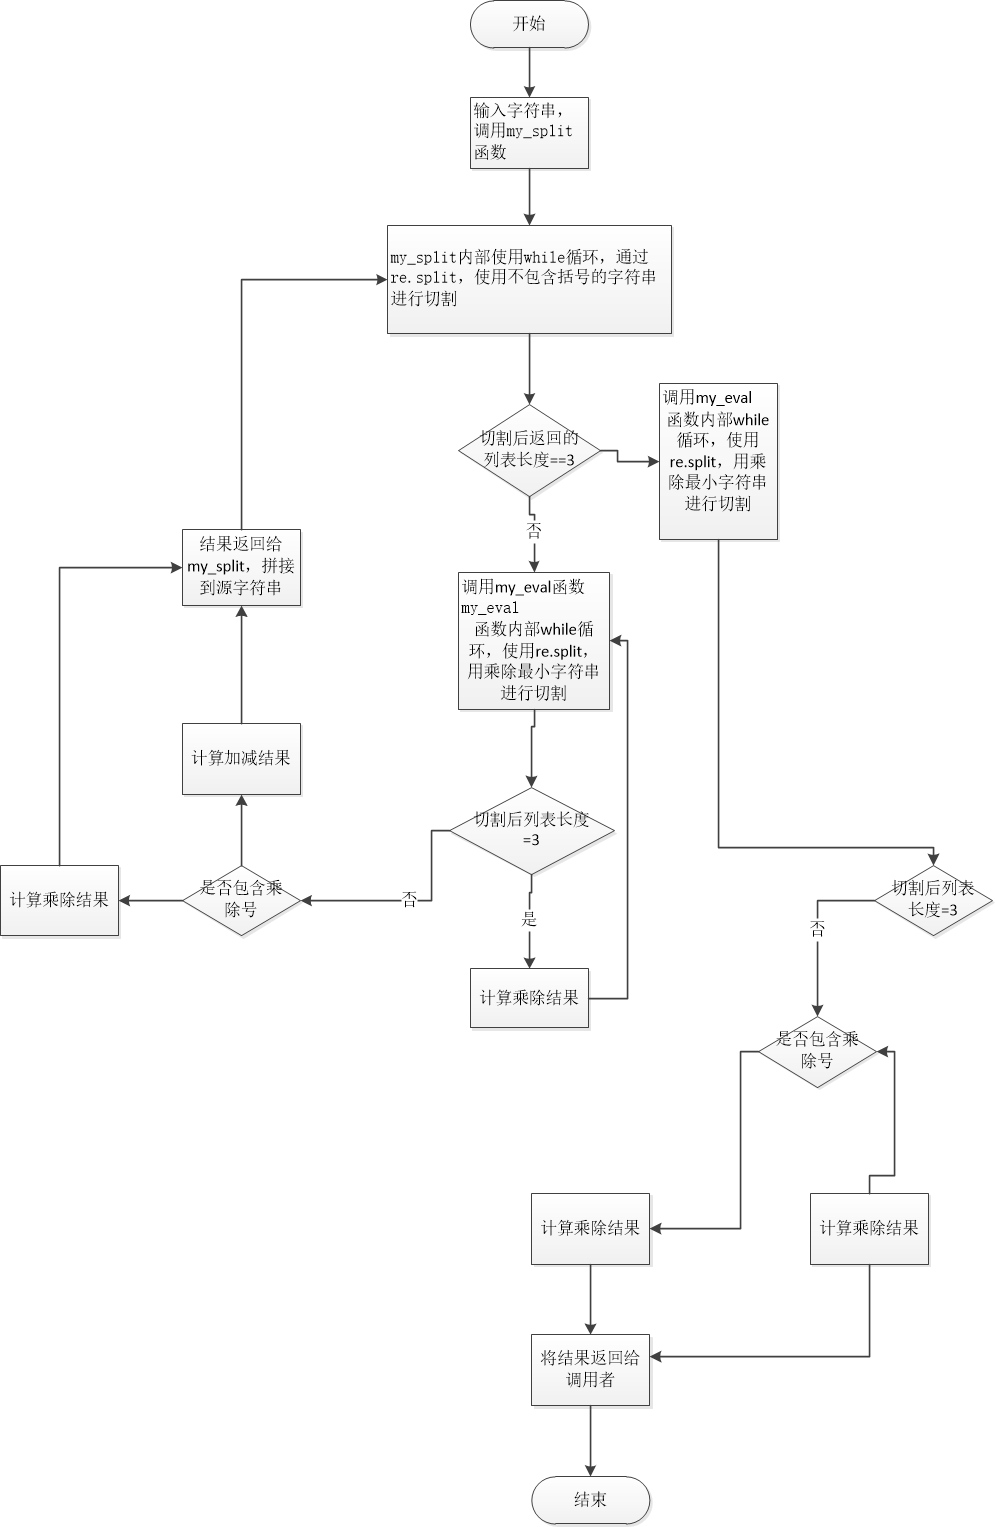 开始
输入字符串，
调用my_split
函数
my_split内部使用while循环，通过
re.split，使用不包含括号的字符串
进行切割
切割后返回的
列表长度==3
调用my_eval
函数内部while
循环，使用
re.split，用乘
除最小字符串
进行切割
否
结果返回给
my_split，拼接
到源字符串
调用my_eval函数
my_eval
函数内部while循
环，使用re.split，
用乘除最小字符串
进行切割
计算加减结果
切割后列表长度
=3
计算乘除结果
是否包含乘
除号
否
是
切割后列表
长度=3
否
计算乘除结果
是否包含乘
除号
计算乘除结果
计算乘除结果
将结果返回给
调用者
结束